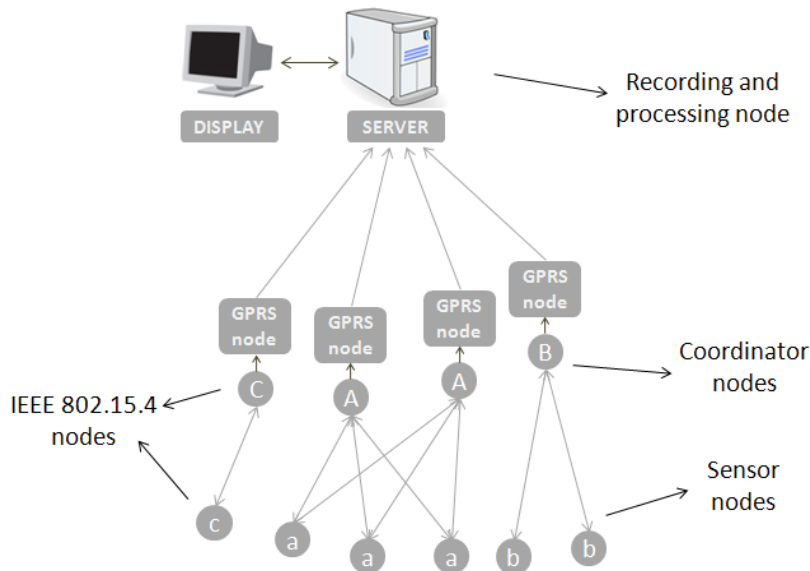 Recording and
processing node
DISPLAY
SERVER
GPRS
node
GPRS
node
GPRS
node
GPRS
node
B
Coordinator
nodes
C
A
A
IEEE 802.15.4
nodes
Sensor
nodes
c
a
a
a
b
b